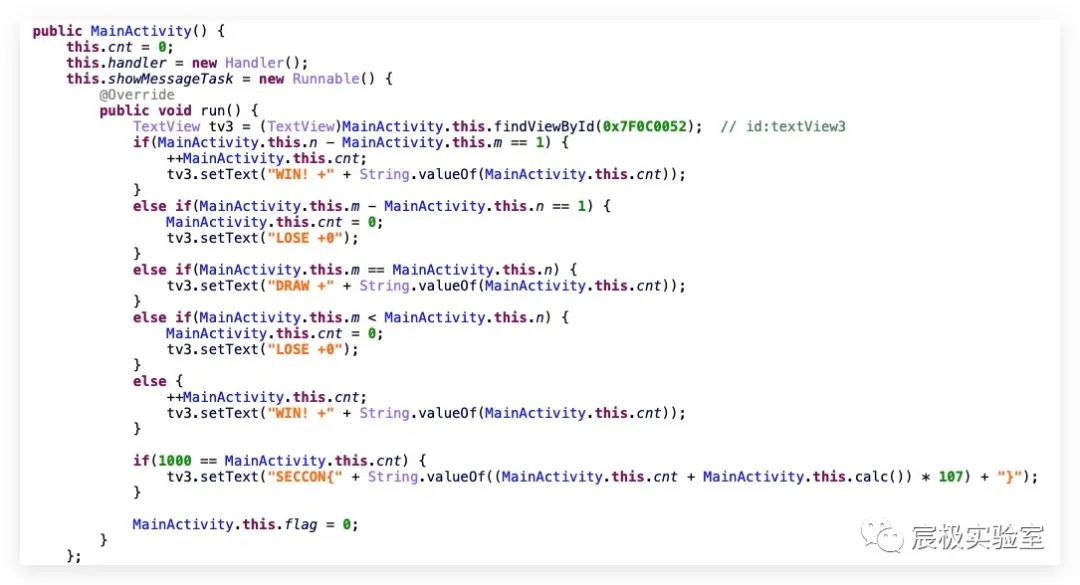 public MainActivity() {
    this.cnt = 0;
    this.handler = new Handler();
    this.showMessageTask = new Runnable() {
        @Override
        public void run() {
            TextView tv3 = (TextView)MainActivity.this.findViewById(0x7F0C0052);  // id:textView3
            if(MainActivity.this.n - MainActivity.this.m == 1) {
                ++MainActivity.this.cnt;
                tv3.setText("WIN! +" + String.valueOf(MainActivity.this.cnt));
            }
            else if(MainActivity.this.m - MainActivity.this.n == 1) {
                MainActivity.this.cnt = 0;
                tv3.setText("LOSE +0");
            }
            else if(MainActivity.this.m == MainActivity.this.n) {
                tv3.setText("DRAW +" + String.valueOf(MainActivity.this.cnt));
            }
            else if(MainActivity.this.m < MainActivity.this.n) {
                MainActivity.this.cnt = 0;
                tv3.setText("LOSE +0");
            }
            else {
                ++MainActivity.this.cnt;
                tv3.setText("WIN! +" + String.valueOf(MainActivity.this.cnt));
            }

            if(1000 == MainActivity.this.cnt) {
                tv3.setText("SECCON{" + String.valueOf((MainActivity.this.cnt + MainActivity.this.calc()) * 107) + "}");
            }

            MainActivity.this.flag = 0;
        }
    };
宸极实验室